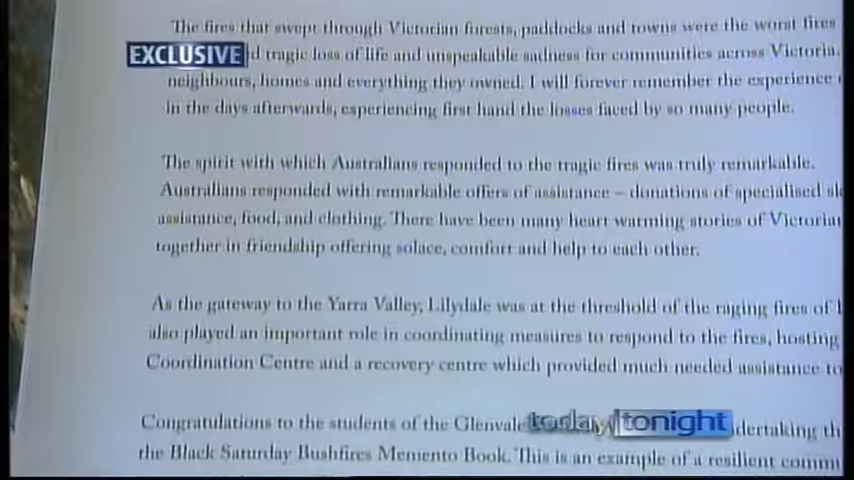 The fires that swept through Victorian forests, paddocks and towns were the worst fires
EXCLUSIVE
tragic loss of life and unspeakable sadness for communities across Victoria.
neighbours, homes and everything they owned. I will forever remember the experience
in the days afterwards, experiencing first hand the losses faced by so many people.
The spirit with which Australians responded to the tragic fires was truly remarkable.
Australians responded with remarkable offers of assistance – donations of specialised
assistance, food, and clothing. There have been many heart warming stories of Victorian
together in friendship offering solace, comfort and help to each other.
As the gateway to the Yarra Valley, Lilydale was at the threshold of the raging fires of
also played an important role in coordinating measures to respond to the fires, hosting
Coordination Centre and a recovery centre which provided much needed assistance to
Congratulations to the students of the Glenvale
today tonight
the Black Saturday Bushfires Memento Book. This is an example of a resilient